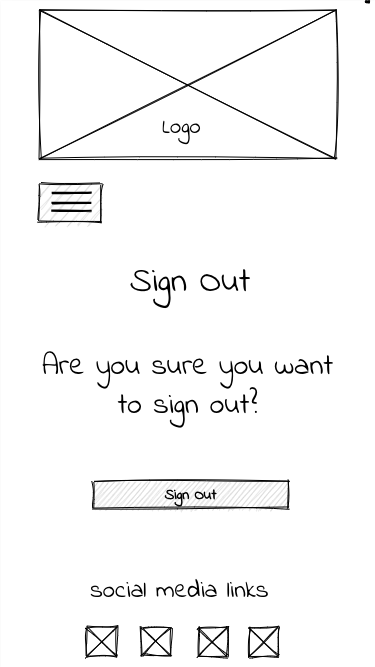 Logo
Sign Out
Are you sure you want
to sign out?
Sign Out
social media links